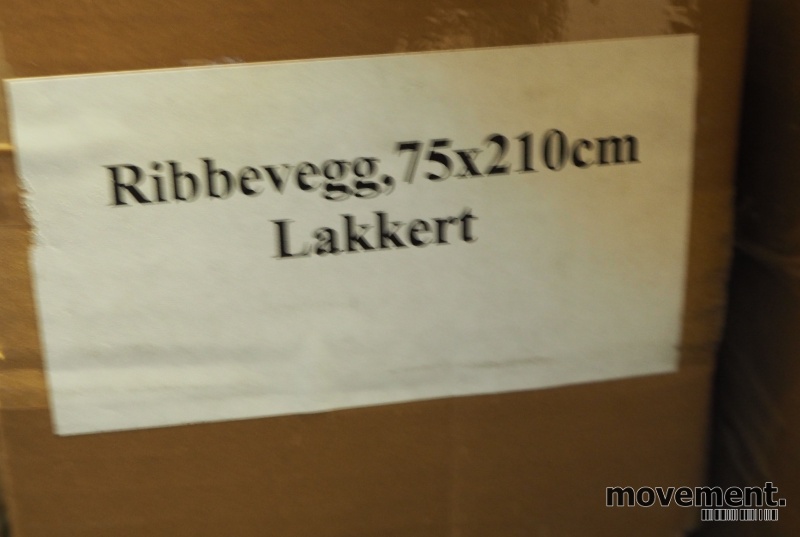 Ribbevegg,75x210cm
Lakkert
movement.